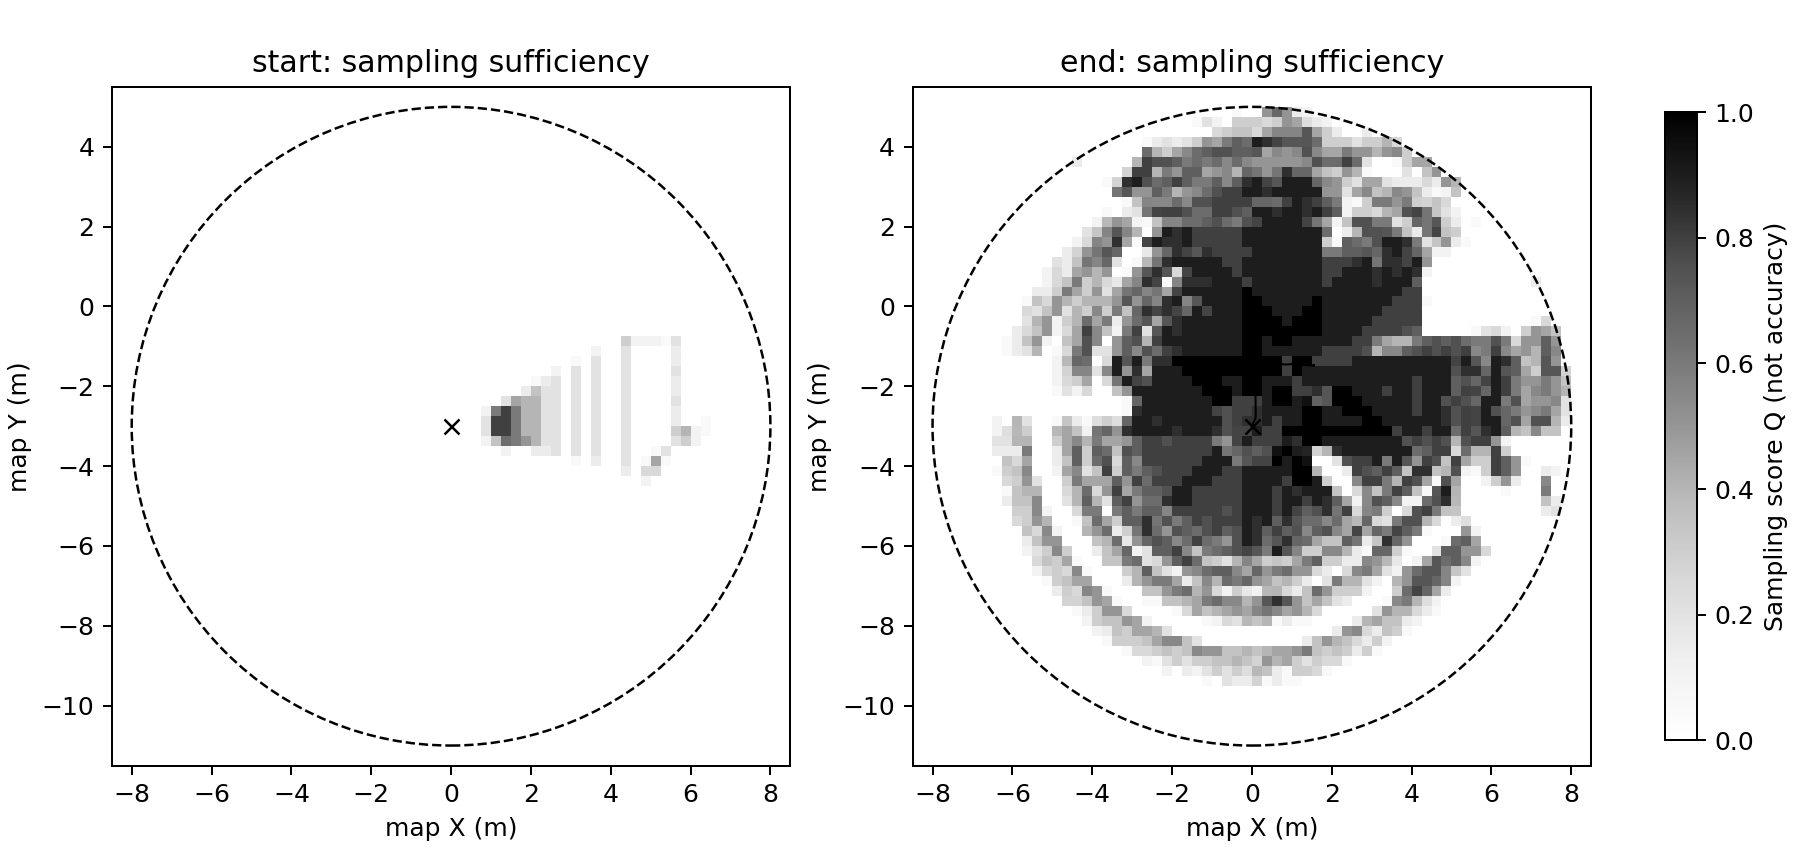 start: sampling sufficiency
end: sampling sufficiency
4
2
0
−2
−4
−6
−8
−10
map Y (m)
−8 −6 −4 −2 0 2 4 6 8
map X (m)
4
2
0
−2
−4
−6
−8
−10
map Y (m)
−8 −6 −4 −2 0 2 4 6 8
map X (m)
1.0
0.8
0.6
0.4
0.2
0.0
Sampling score Q (not accuracy)